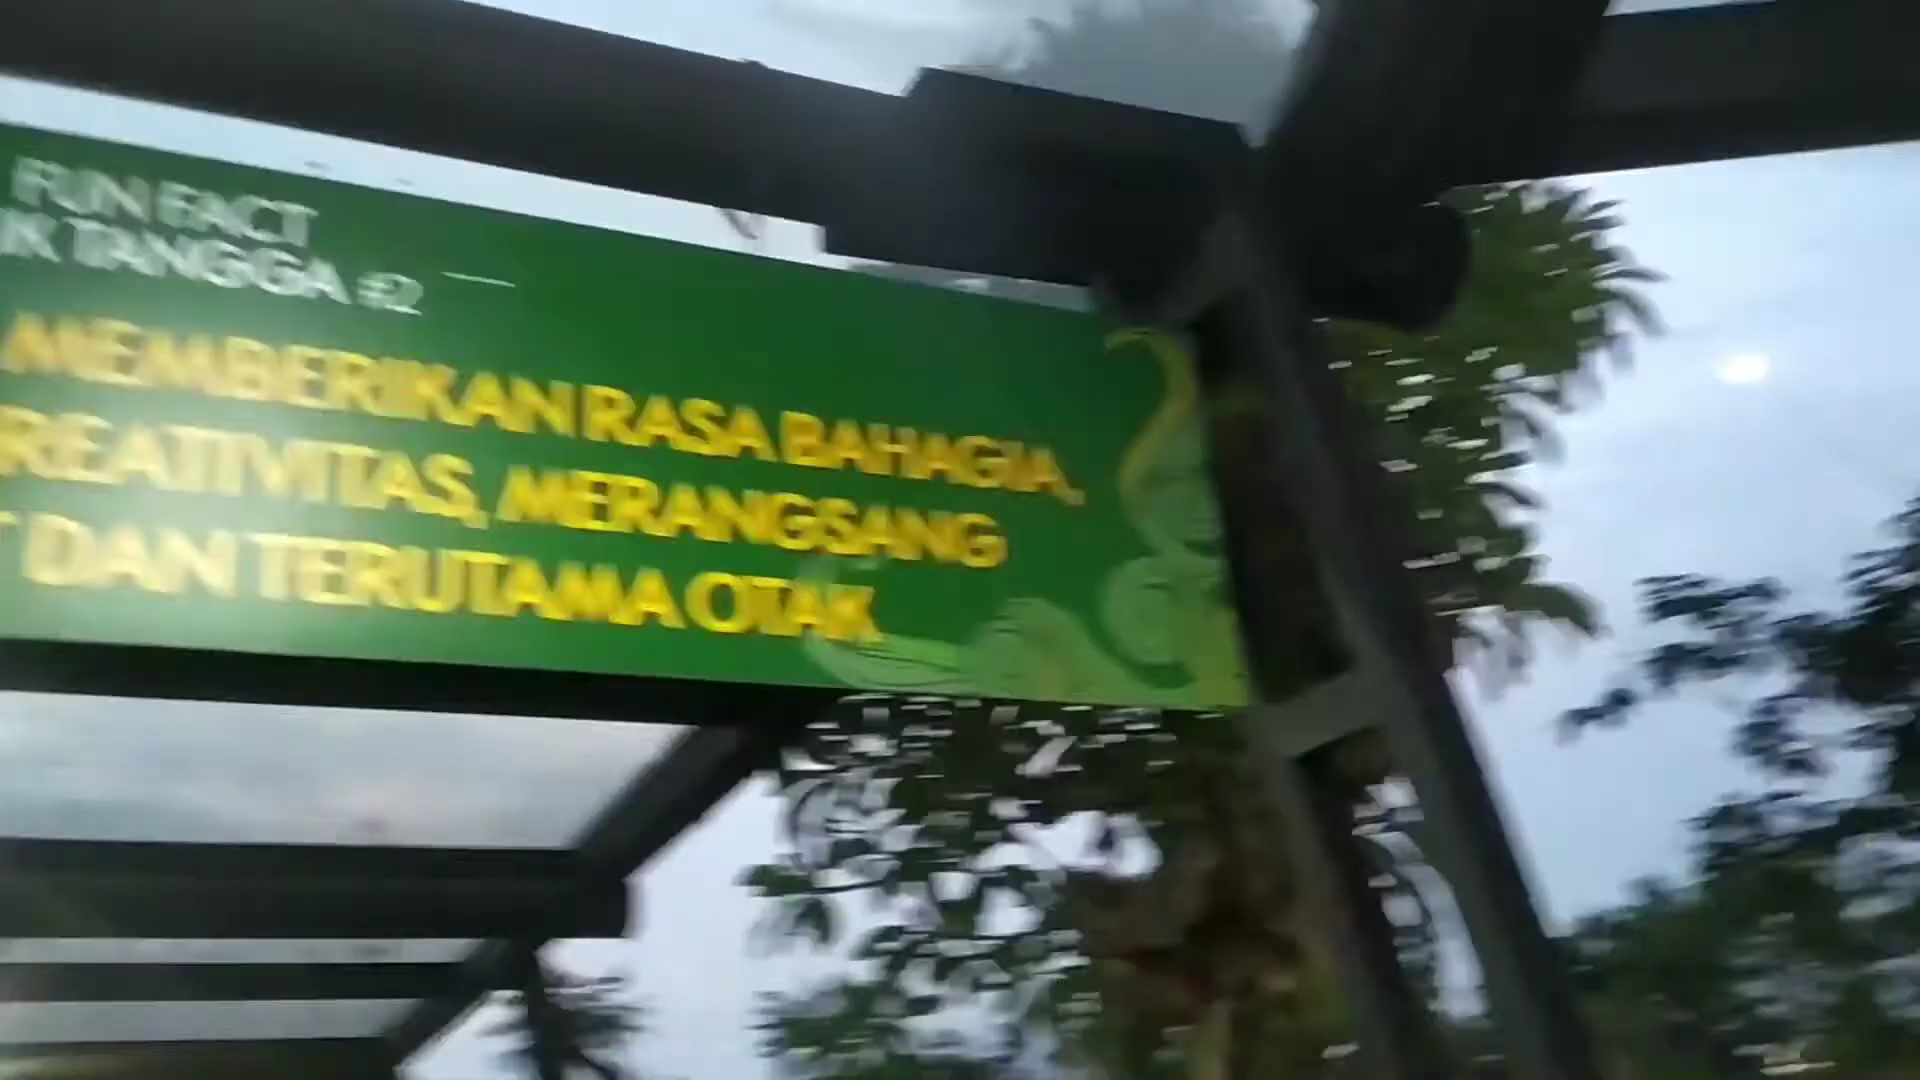 FUN FACT
TANGGA #2
MEMBERIKAN RASA BAHAGIA,
REATIVITAS, MERANGSANG
DAN TERUTAMA OTAK